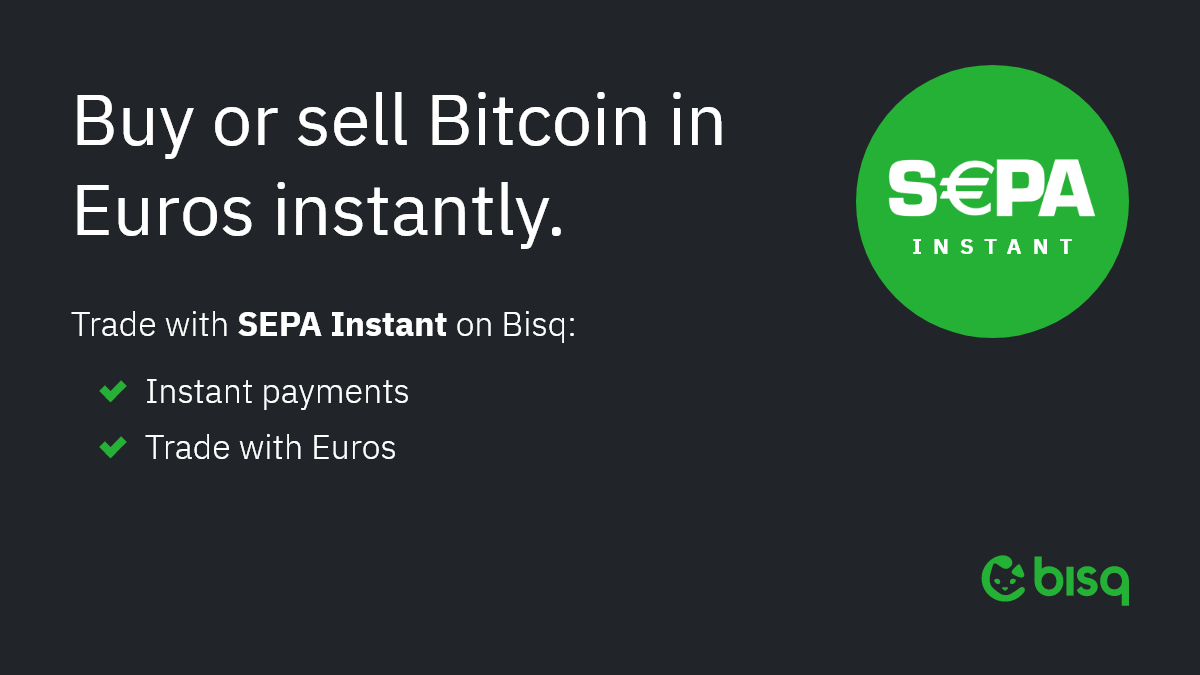 Buy or sell Bitcoin in
Euros instantly.
S€PA
INSTANT
Trade with SEPA Instant on Bisq:
Instant payments
Trade with Euros
bisq